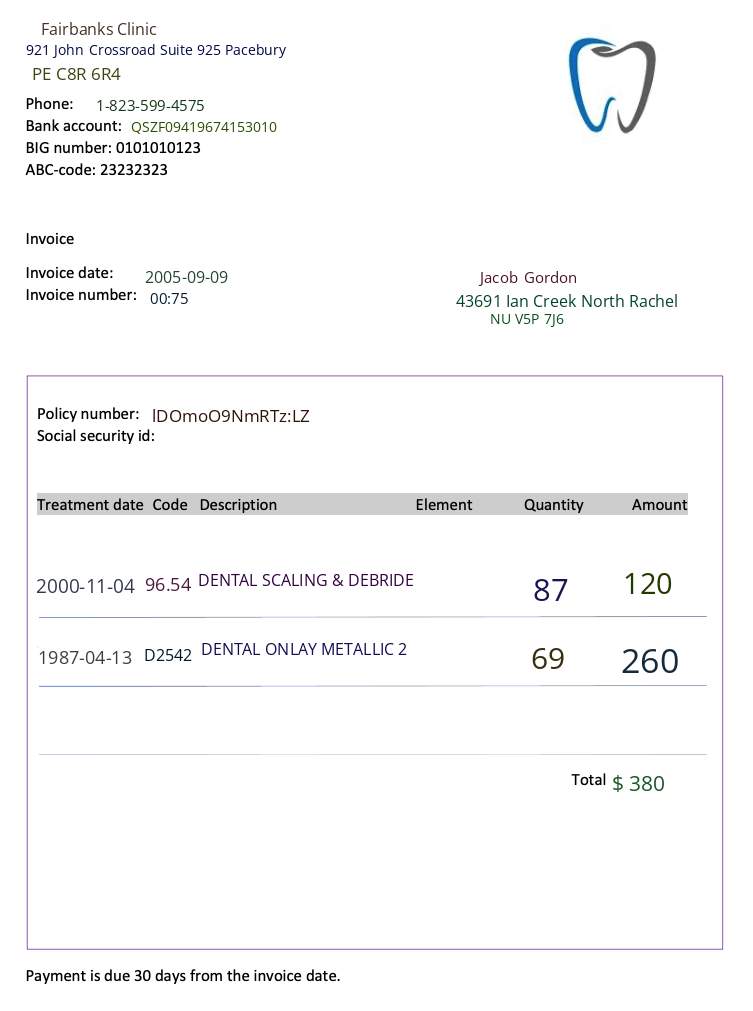 Fairbanks Clinic
921 John Crossroad Suite 925 Pacebury
PE C8R 6R4
Phone: 1-823-599-4575
Bank account: QSZF09419674153010
BIG number: 0101010123
ABC-code: 23232323
Invoice
Invoice date: 2005-09-09
Invoice number: 00:75
Jacob Gordon
43691 Ian Creek North Rachel
NU V5P 7J6
Policy number: lDOmoO9NmRTz:LZ
Social security id:
Treatment date Code Description Element Quantity Amount
2000-11-04 96.54 DENTAL SCALING & DEBRIDE 87 120
1987-04-13 D2542 DENTAL ONLAY METALLIC 2 69 260
Total $ 380
Payment is due 30 days from the invoice date.